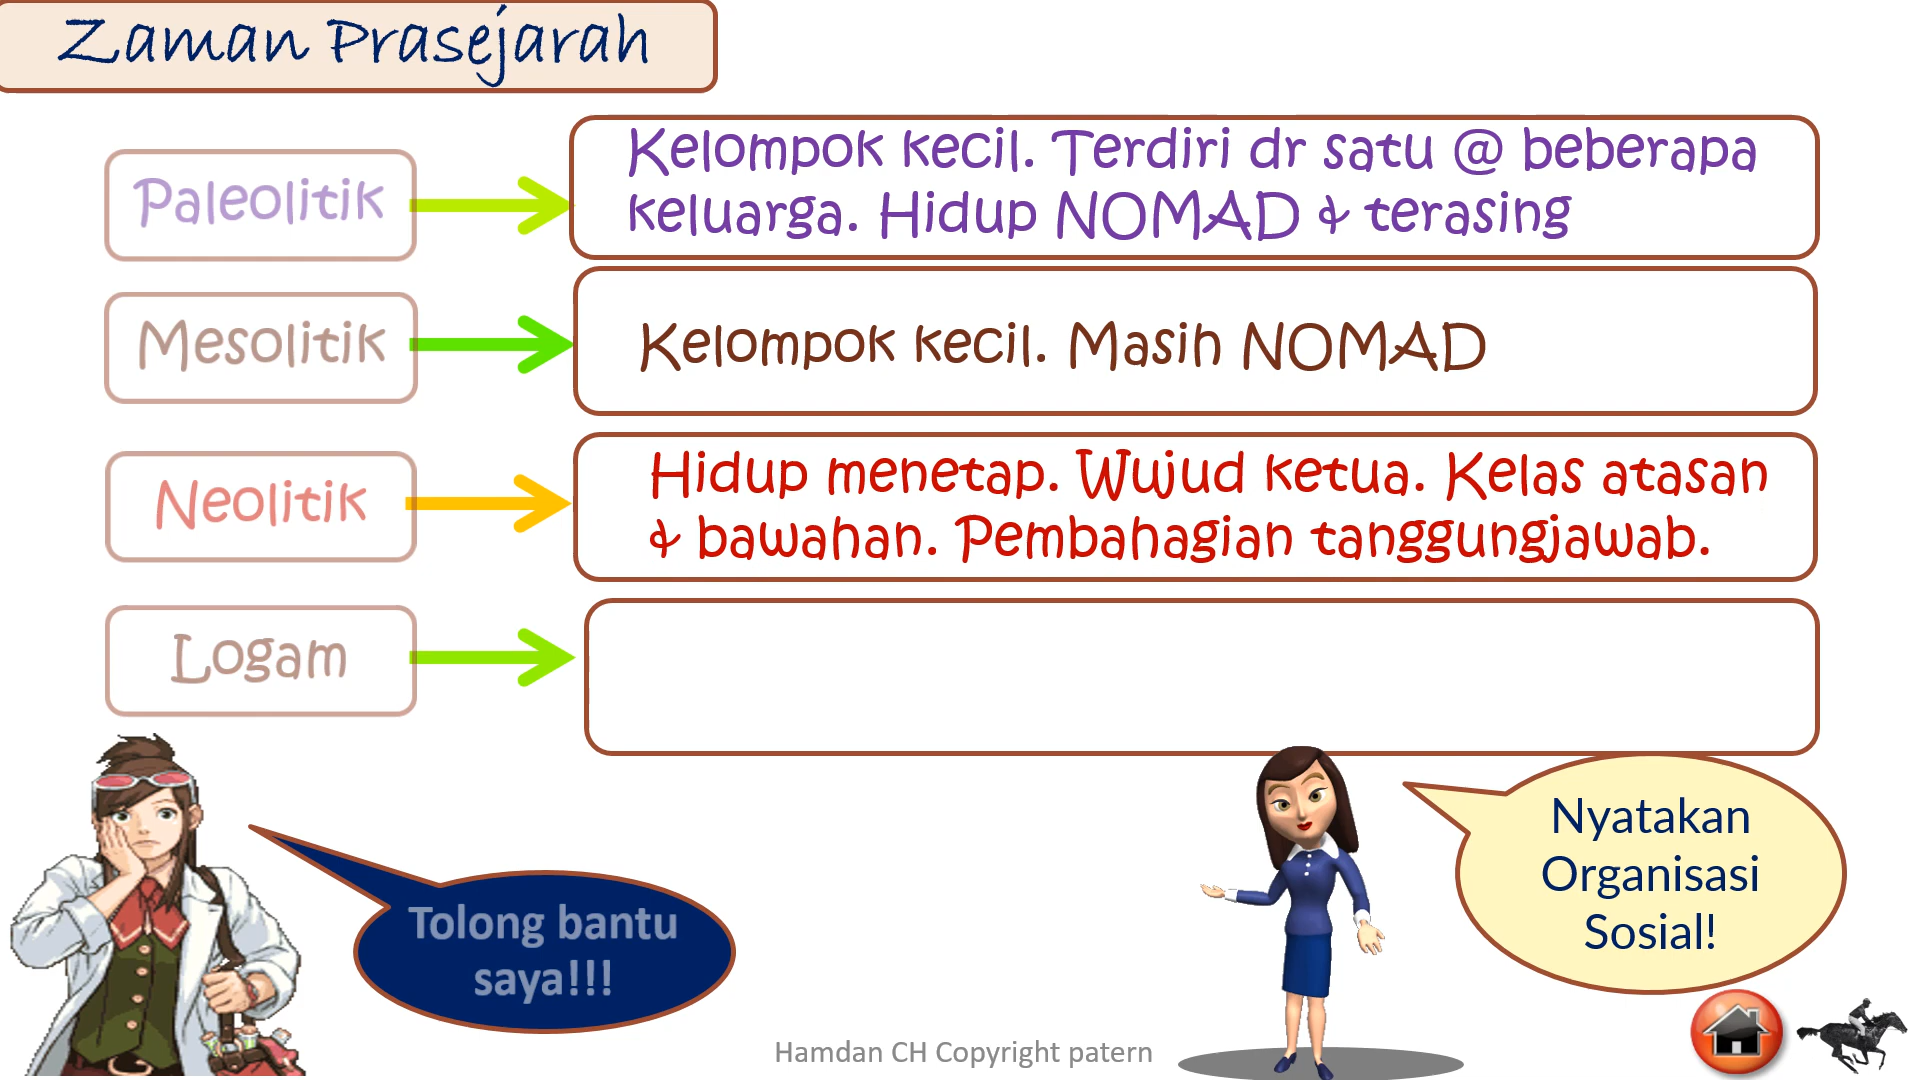 Zaman Prasejarah
Paleolitik
Kelompok kecil. Terdiri dr satu @ beberapa
keluarga. Hidup NOMAD & terasing
Mesolitik
Kelompok kecil. Masih NOMAD
Neolitik
Hidup menetap. Wujud ketua. Kelas atasan
& bawahan. Pembahagian tanggungjawab.
Logam
Tolong bantu
saya!!!
Nyatakan
Organisasi
Sosial!
Hamdan CH Copyright patern